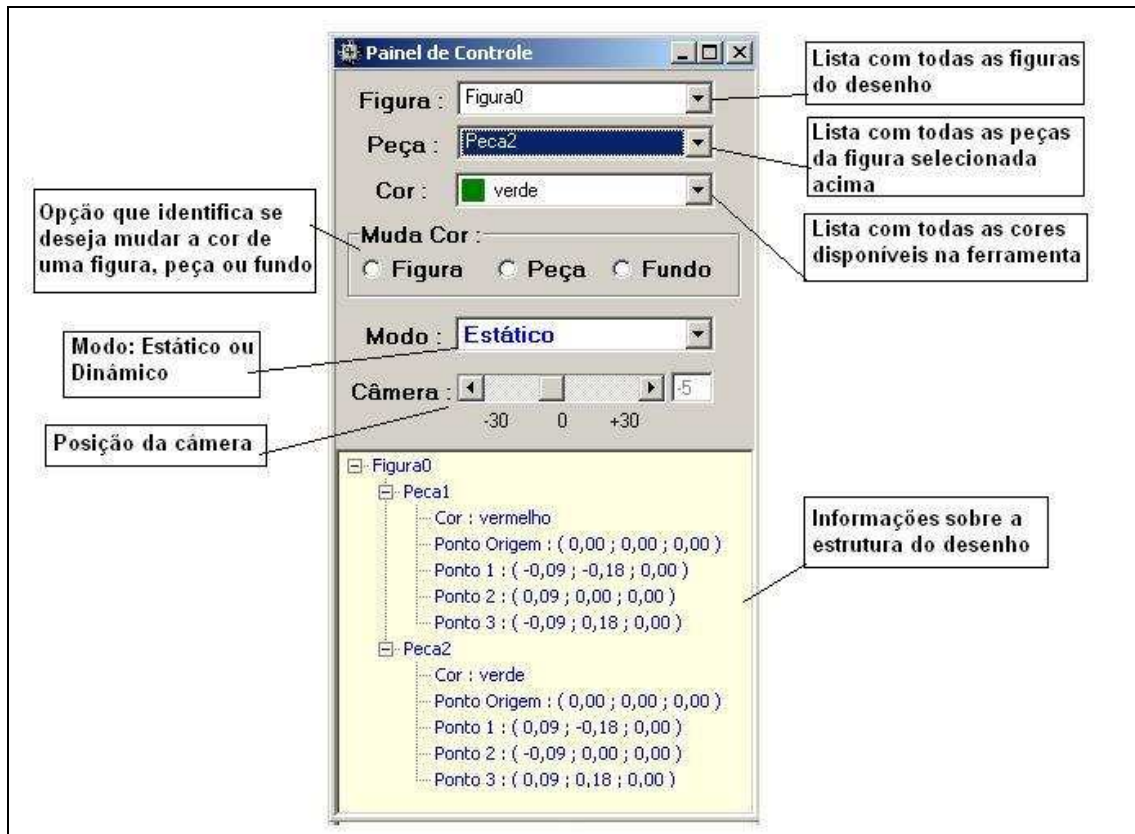 Painel de Controle
Figura : Figura0
Peça : Peca2
Cor : verde
Muda Cor :
Figura Peça Fundo
Modo : Estático
Câmera : -5
-30 0 +30
Figura0
Peca1
Cor : vermelho
Ponto Origem : ( 0,00 ; 0,00 ; 0,00 )
Ponto 1 : ( -0,09 ; -0,18 ; 0,00 )
Ponto 2 : ( 0,09 ; 0,00 ; 0,00 )
Ponto 3 : ( -0,09 ; 0,18 ; 0,00 )
Peca2
Cor : verde
Ponto Origem : ( 0,00 ; 0,00 ; 0,00 )
Ponto 1 : ( 0,09 ; -0,18 ; 0,00 )
Ponto 2 : ( -0,09 ; 0,00 ; 0,00 )
Ponto 3 : ( 0,09 ; 0,18 ; 0,00 )
Opção que identifica se
deseja mudar a cor de
uma figura, peça ou fundo
Modo: Estático ou
Dinâmico
Posição da câmera
Lista com todas as figuras
do desenho
Lista com todas as peças
da figura selecionada
acima
Lista com todas as cores
disponíveis na ferramenta
Informações sobre a
estrutura do desenho